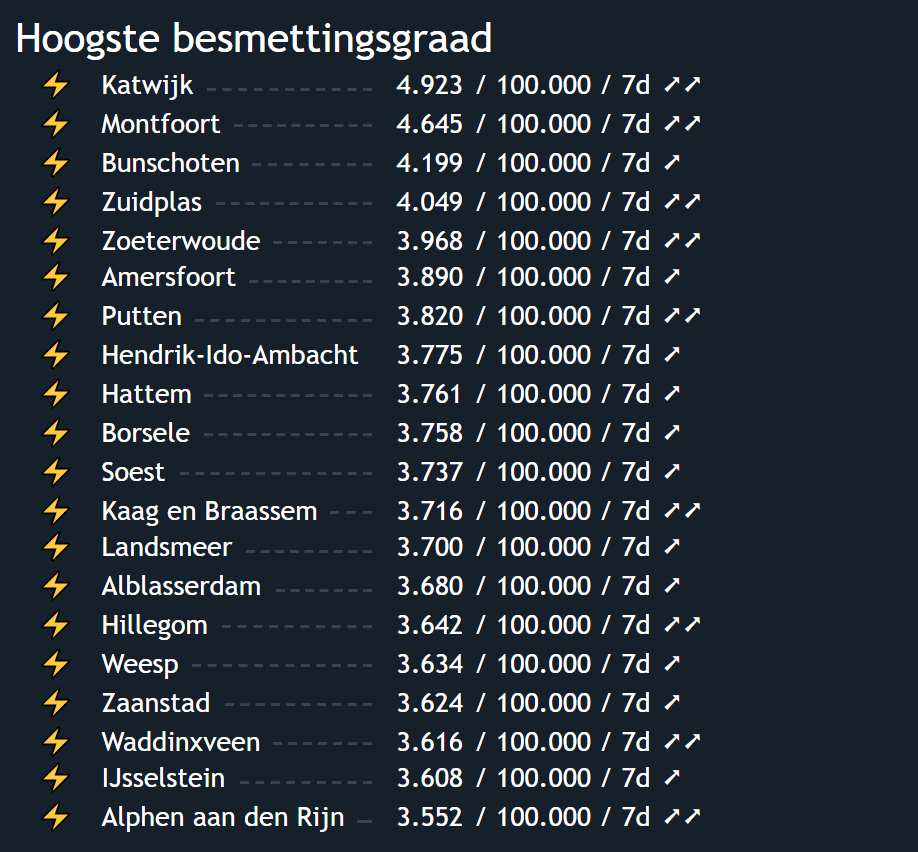 Hoogste besmettingsgraad
⚡ Katwijk 4.923 / 100.000 / 7d ➚➚
⚡ Montfoort 4.645 / 100.000 / 7d ➚➚
⚡ Bunschoten 4.199 / 100.000 / 7d ➚
⚡ Zuidplas 4.049 / 100.000 / 7d ➚➚
⚡ Zoeterwoude 3.968 / 100.000 / 7d ➚➚
⚡ Amersfoort 3.890 / 100.000 / 7d ➚
⚡ Putten 3.820 / 100.000 / 7d ➚➚
⚡ Hendrik-Ido-Ambacht 3.775 / 100.000 / 7d ➚
⚡ Hattem 3.761 / 100.000 / 7d ➚
⚡ Borsele 3.758 / 100.000 / 7d ➚
⚡ Soest 3.737 / 100.000 / 7d ➚
⚡ Kaag en Braassem 3.716 / 100.000 / 7d ➚➚
⚡ Landsmeer 3.700 / 100.000 / 7d ➚
⚡ Alblasserdam 3.680 / 100.000 / 7d ➚
⚡ Hillegom 3.642 / 100.000 / 7d ➚➚
⚡ Weesp 3.634 / 100.000 / 7d ➚
⚡ Zaanstad 3.624 / 100.000 / 7d ➚
⚡ Waddinxveen 3.616 / 100.000 / 7d ➚➚
⚡ IJsselstein 3.608 / 100.000 / 7d ➚
⚡ Alphen aan den Rijn 3.552 / 100.000 / 7d ➚➚